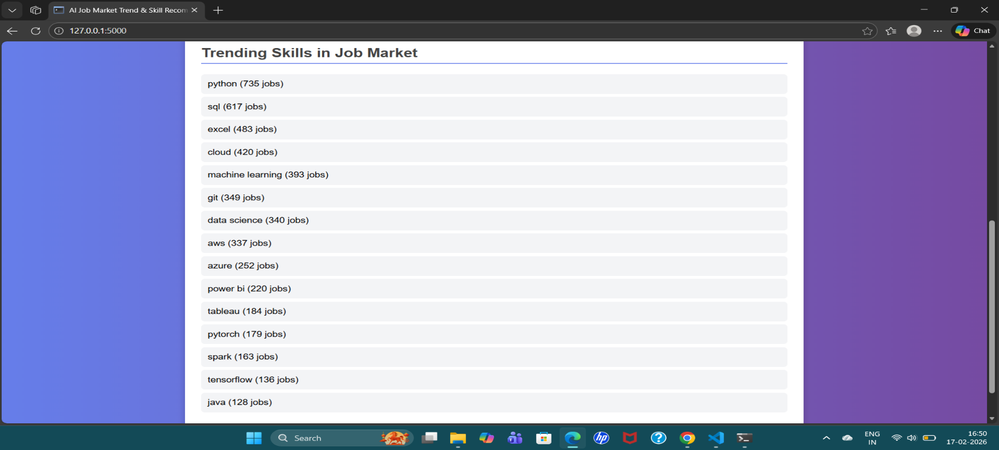 AI Job Market Trend & Skill Recom
127.0.0.1:5000
Chat
Trending Skills in Job Market
python (735 jobs)
sql (617 jobs)
excel (483 jobs)
cloud (420 jobs)
machine learning (393 jobs)
git (349 jobs)
data science (340 jobs)
aws (337 jobs)
azure (252 jobs)
power bi (220 jobs)
tableau (184 jobs)
pytorch (179 jobs)
spark (163 jobs)
tensorflow (136 jobs)
java (128 jobs)
Search
hp
ENG
IN
16:50
17-02-2026